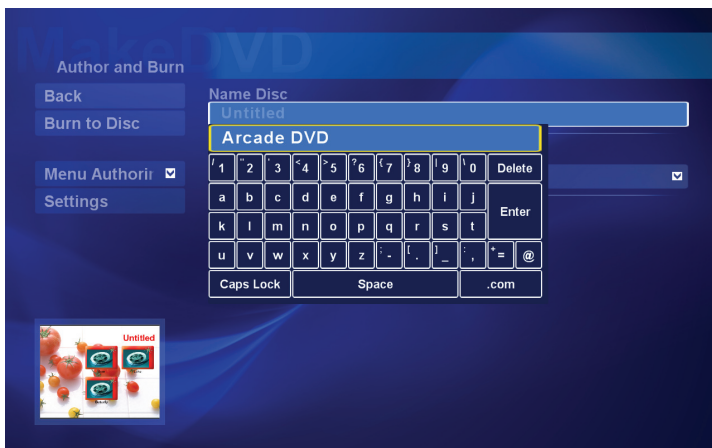 MakeDVD
Author and Burn
Back
Burn to Disc
Menu Authorir
Settings
Name Disc
Untitled
Arcade DVD
/ 1 " 2 ' 3 < 4 > 5 ? 6 { 7 } 8 | 9 \ 0 Delete
a b c d e f g h i j
Enter
k l m n o p q r s t
u v w x y z ; - [ . ] _ : , + = @
Caps Lock Space .com
Untitled